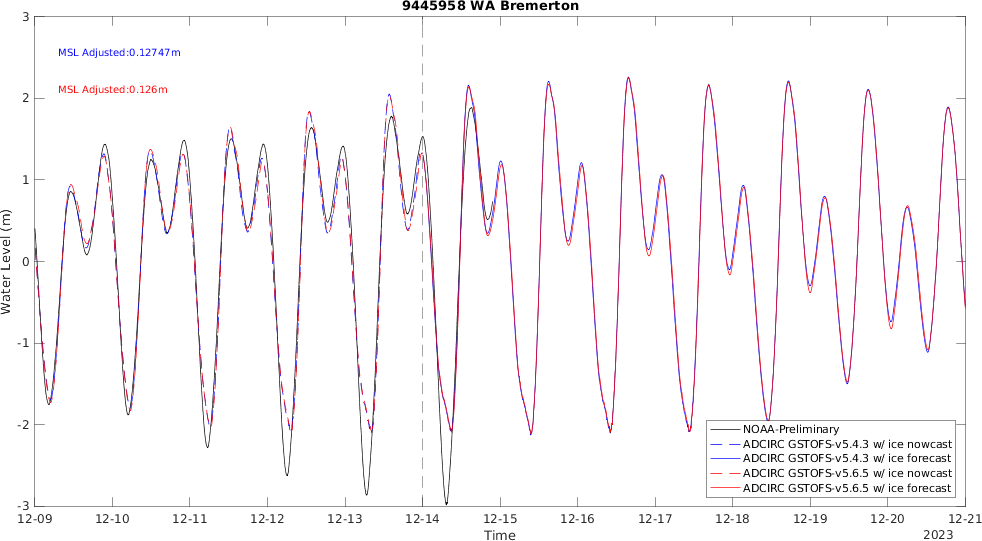 9445958 WA Bremerton
MSL Adjusted:0.12747m
MSL Adjusted:0.126m
Water Level (m)
3
2
1
0
-1
-2
-3
NOAA-Preliminary
ADCIRC GSTOFS-v5.4.3 w/ ice nowcast
ADCIRC GSTOFS-v5.4.3 w/ ice forecast
ADCIRC GSTOFS-v5.6.5 w/ ice nowcast
ADCIRC GSTOFS-v5.6.5 w/ ice forecast
12-09 12-10 12-11 12-12 12-13 12-14 12-15 12-16 12-17 12-18 12-19 12-20 12-21
Time
2023